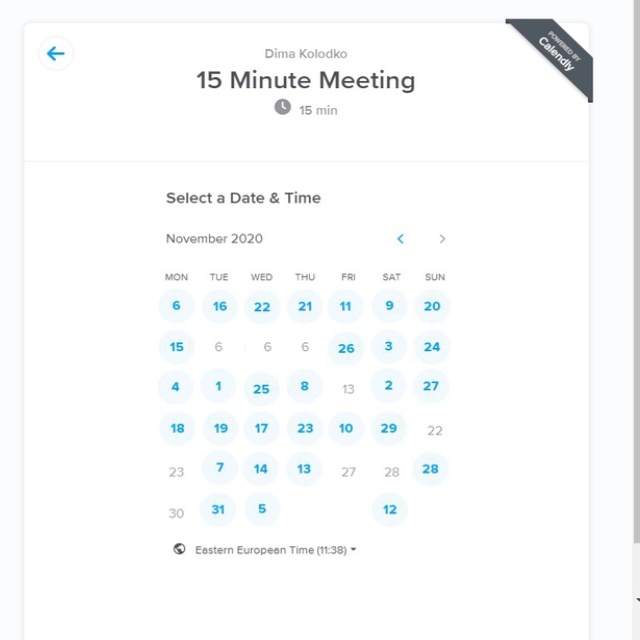 POWERED BY
Calendly
Dima Kolodko
15 Minute Meeting
15 min
Select a Date & Time
November 2020
MON TUE WED THU FRI SAT SUN
6 16 22 21 11 9 20
15 6 6 6 26 3 24
4 1 25 8 13 2 27
18 19 17 23 10 29 22
23 7 14 13 27 28 28
30 31 5 12
Eastern European Time (11:38)